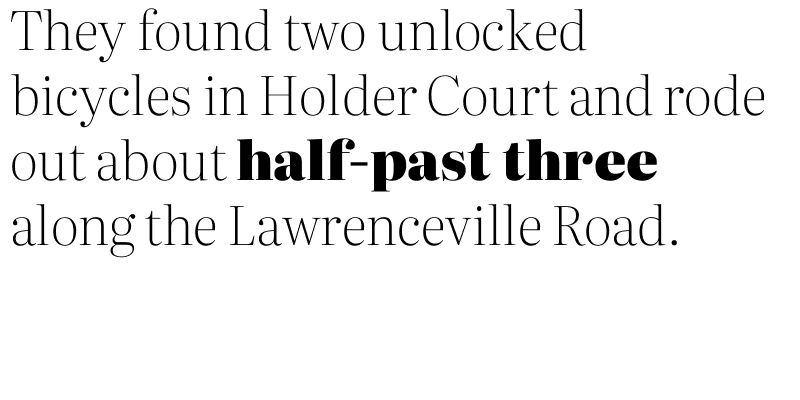 They found two unlocked
bicycles in Holder Court and rode
out about half-past three
along the Lawrenceville Road.